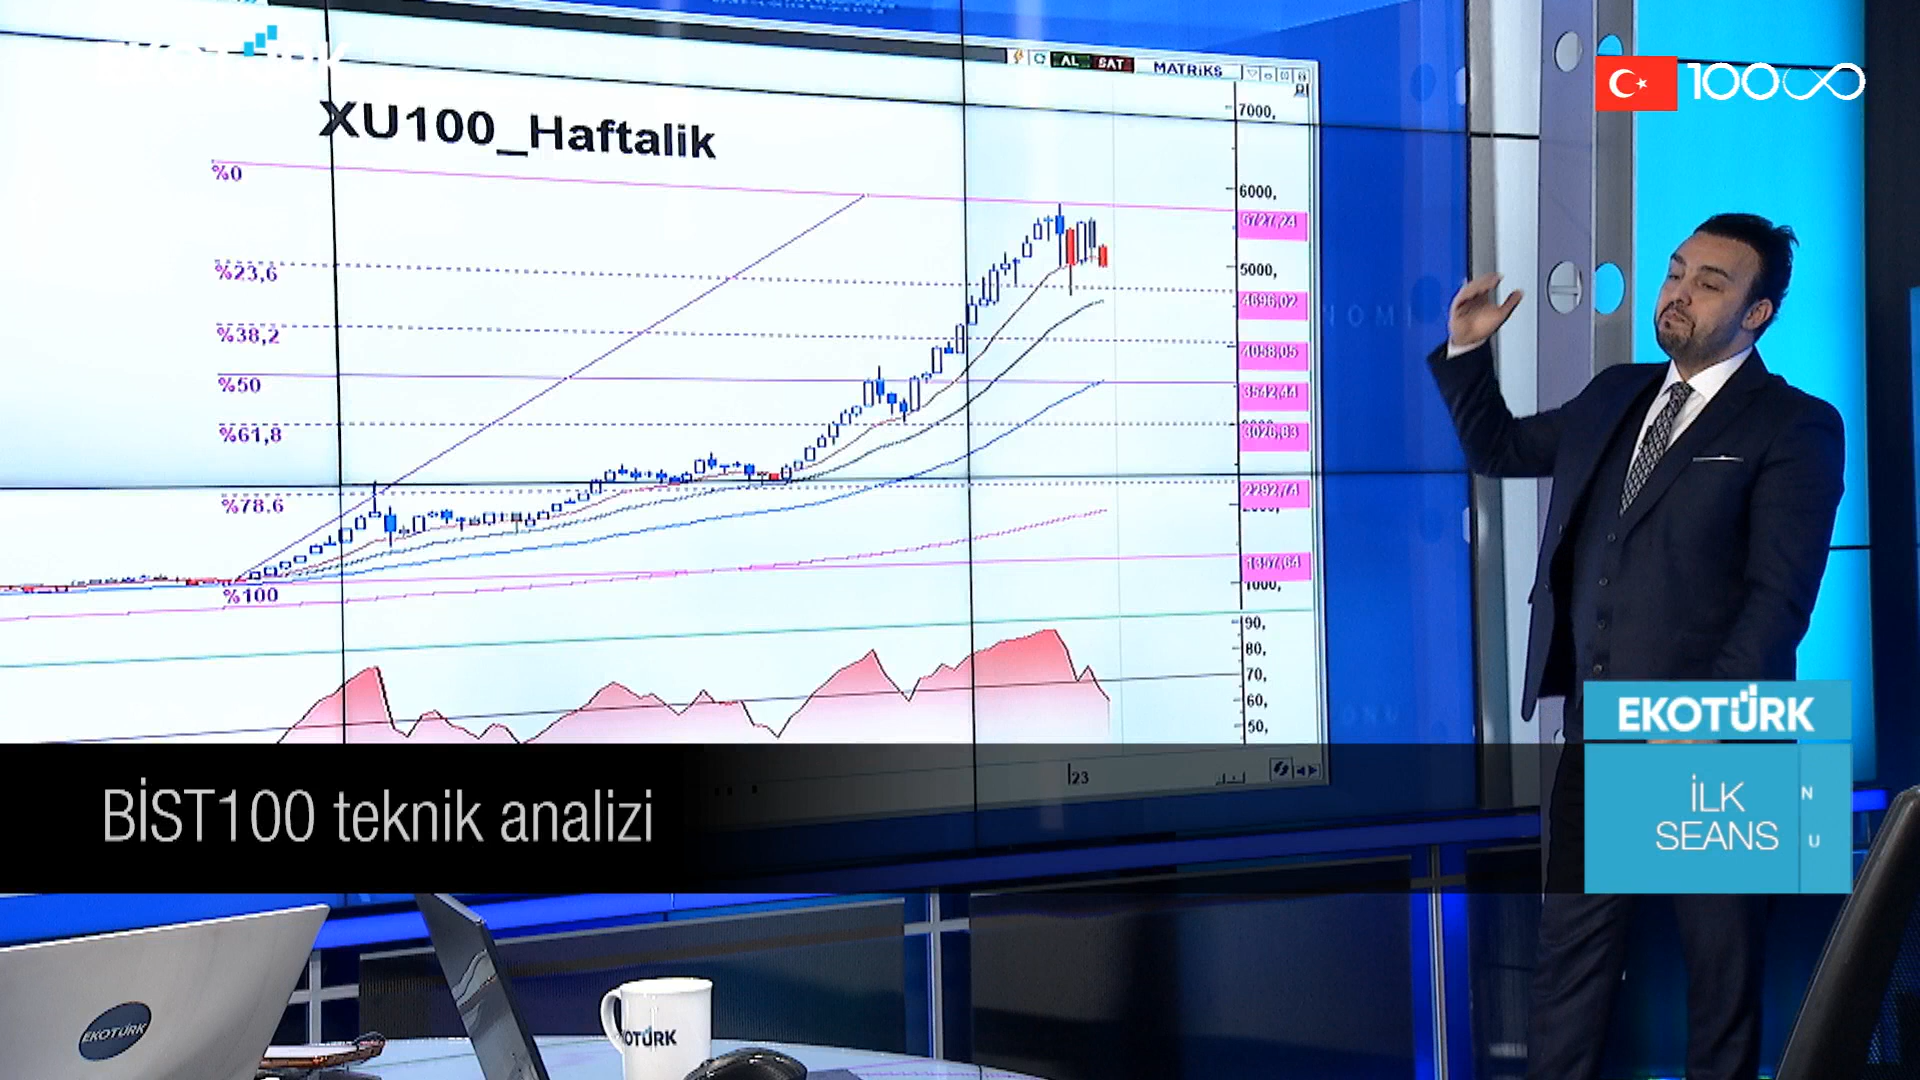 AL SAT MATRiKS
100
XU100_Haftalik
7000,
%0
6000,
5727,24
%23,6
5000,
4696,02
%38,2
4058,05
%50
3542,44
%61,8
3026,83
%78.6
2292,74
1357,64
%100
1000,
90,
80,
70,
60,
50,
EKOTÜRK
23
BİST100 teknik analizi
İLK
SEANS
N
U
EKOTÜRK